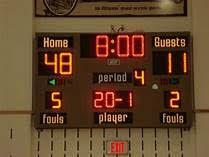 Home 8:00 Guests
48 11
period 4
5 20-1 2
fouls player fouls
EXIT